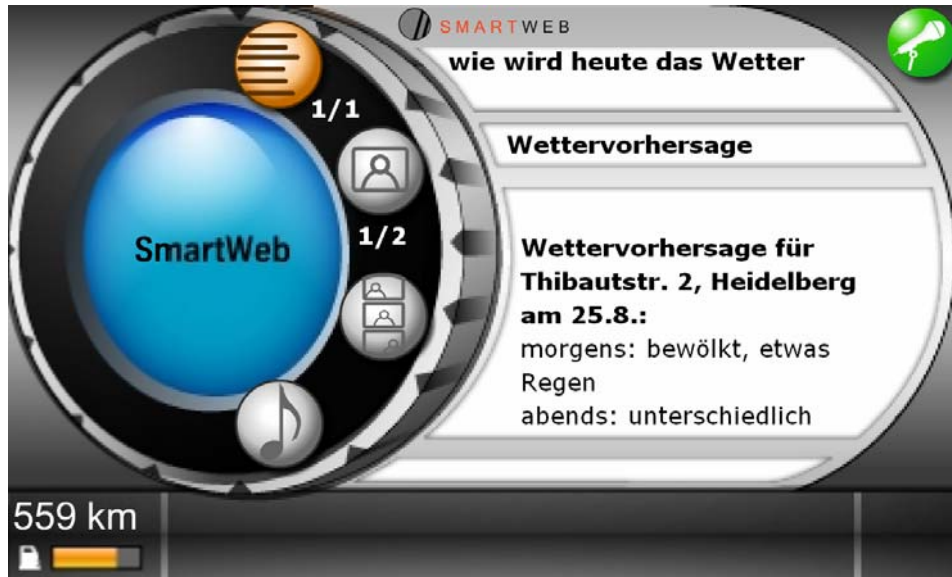 SMARTWEB
wie wird heute das Wetter
1/1
Wettervorhersage
1/2
SmartWeb
Wettervorhersage für
Thibautstr. 2, Heidelberg
am 25.8.:
morgens: bewölkt, etwas
Regen
abends: unterschiedlich
559 km